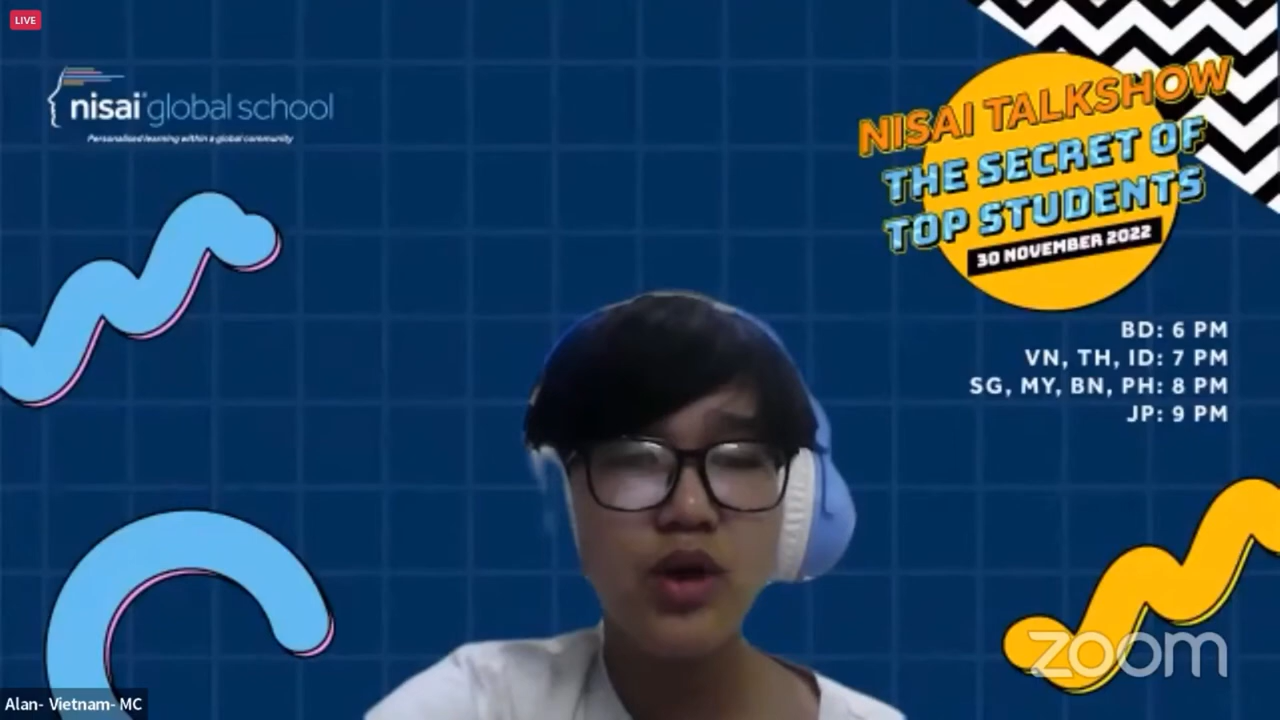 LIVE
nisai global school
Personalised learning within a global community
NISAI TALKSHOW
THE SECRET OF
TOP STUDENTS
30 NOVEMBER 2022
BD: 6 PM
VN, TH, ID: 7 PM
SG, MY, BN, PH: 8 PM
JP: 9 PM
zoom
Alan- Vietnam- MC